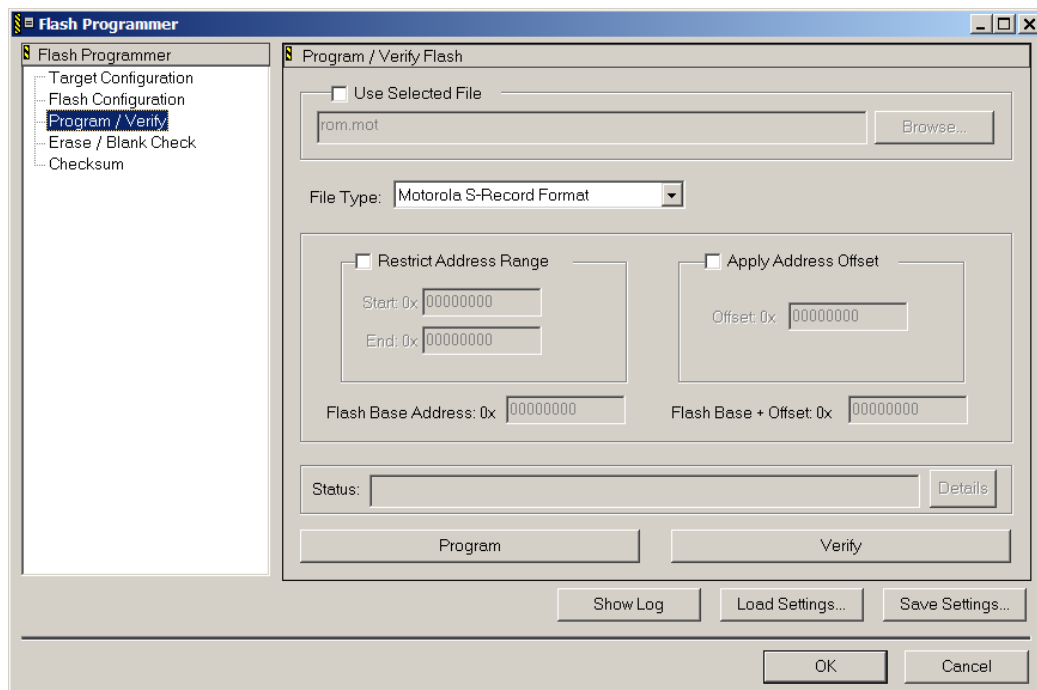 Flash Programmer
Flash Programmer
Target Configuration
Flash Configuration
Program / Verify
Erase / Blank Check
Checksum
Program / Verify Flash
Use Selected File
rom.mot
Browse...
File Type: Motorola S-Record Format
Restrict Address Range
Start: 0x 00000000
End: 0x 00000000
Apply Address Offset
Offset: 0x 00000000
Flash Base Address: 0x 00000000
Flash Base + Offset: 0x 00000000
Status:
Details
Program
Verify
Show Log
Load Settings...
Save Settings...
OK
Cancel